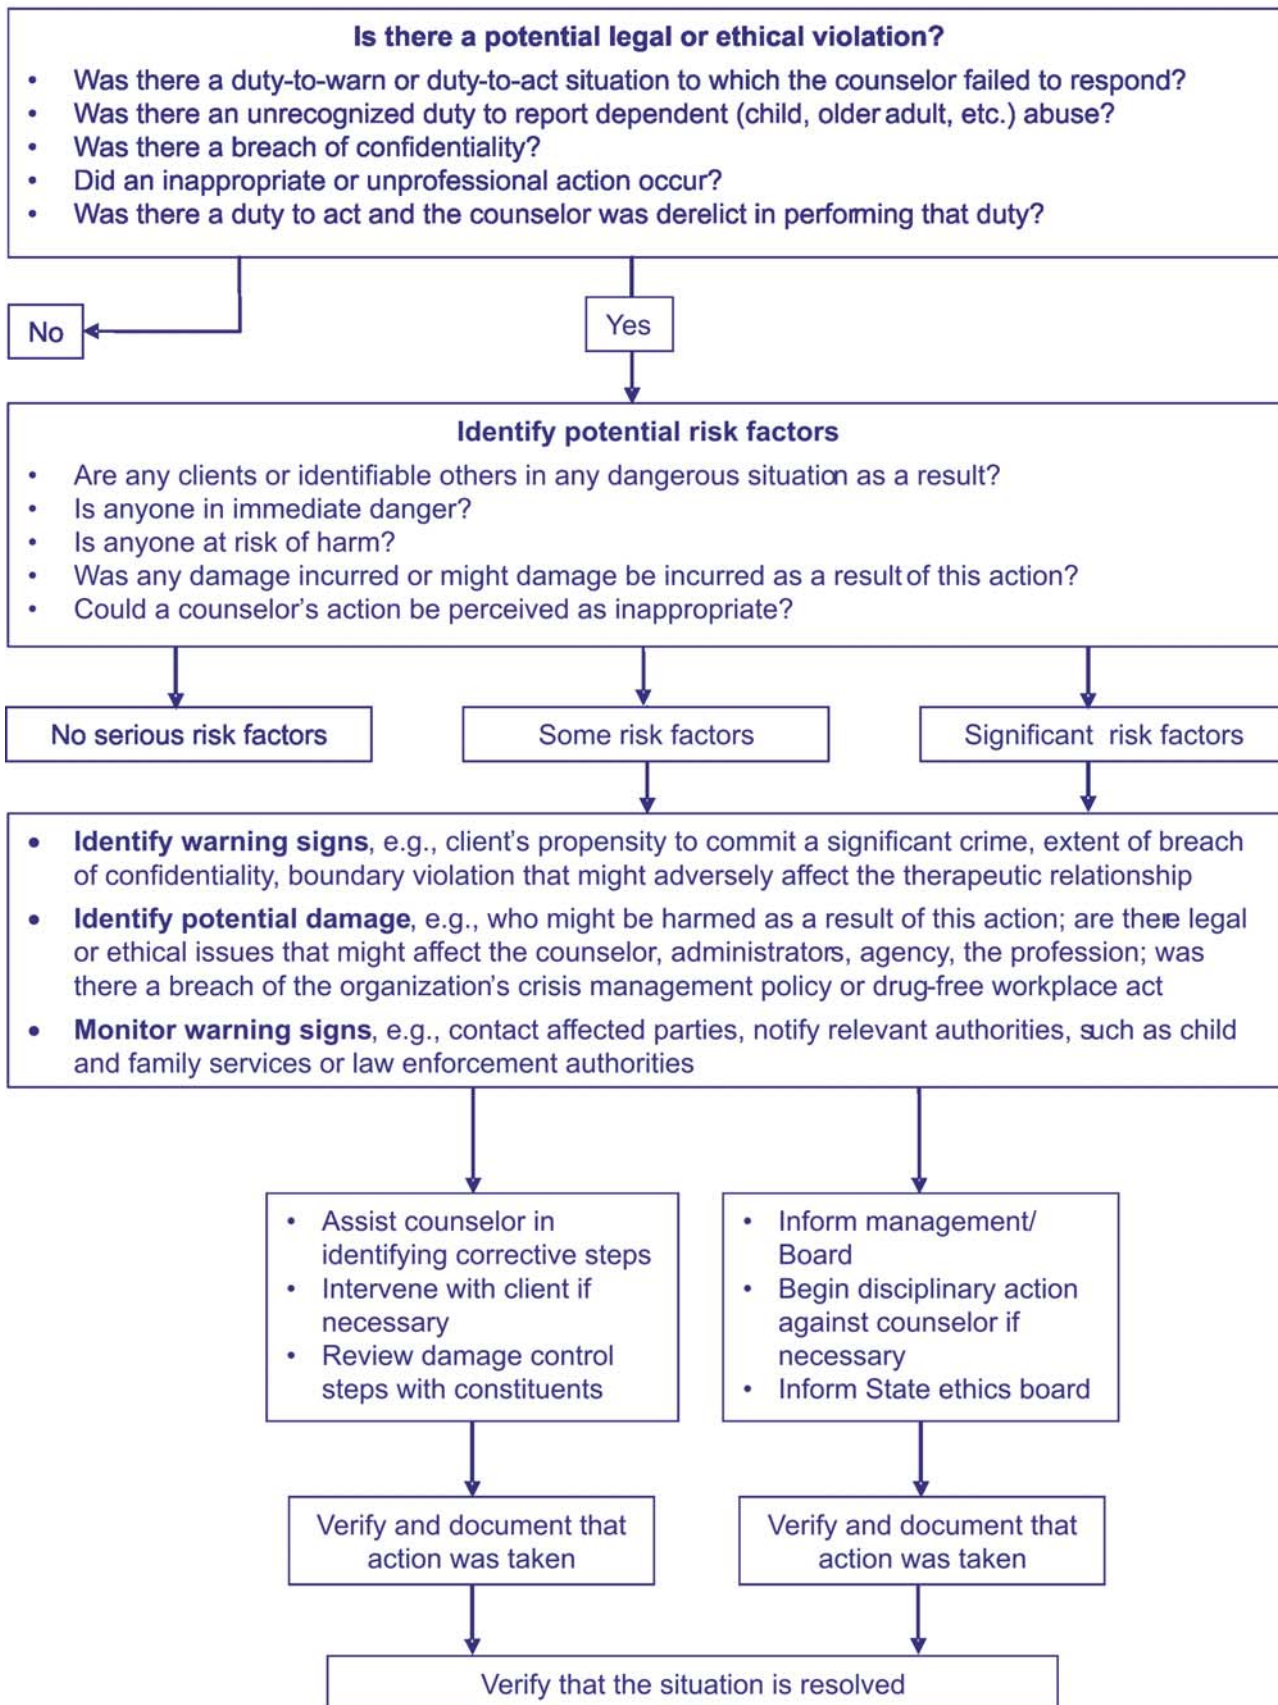 Is there a potential legal or ethical violation?
• Was there a duty-to-warn or duty-to-act situation to which the counselor failed to respond?
• Was there an unrecognized duty to report dependent (child, older adult, etc.) abuse?
• Was there a breach of confidentiality?
• Did an inappropriate or unprofessional action occur?
• Was there a duty to act and the counselor was derelict in performing that duty?
No
Yes
Identify potential risk factors
• Are any clients or identifiable others in any dangerous situation as a result?
• Is anyone in immediate danger?
• Is anyone at risk of harm?
• Was any damage incurred or might damage be incurred as a result of this action?
• Could a counselor's action be perceived as inappropriate?
No serious risk factors
Some risk factors
Significant risk factors
• Identify warning signs, e.g., client's propensity to commit a significant crime, extent of breach
of confidentiality, boundary violation that might adversely affect the therapeutic relationship
• Identify potential damage, e.g., who might be harmed as a result of this action; are there legal
or ethical issues that might affect the counselor, administrators, agency, the profession; was
there a breach of the organization's crisis management policy or drug-free workplace act
• Monitor warning signs, e.g., contact affected parties, notify relevant authorities, such as child
and family services or law enforcement authorities
• Assist counselor in
identifying corrective steps
• Intervene with client if
necessary
• Review damage control
steps with constituents
• Inform management/
Board
• Begin disciplinary action
against counselor if
necessary
• Inform State ethics board
Verify and document that
action was taken
Verify and document that
action was taken
Verify that the situation is resolved